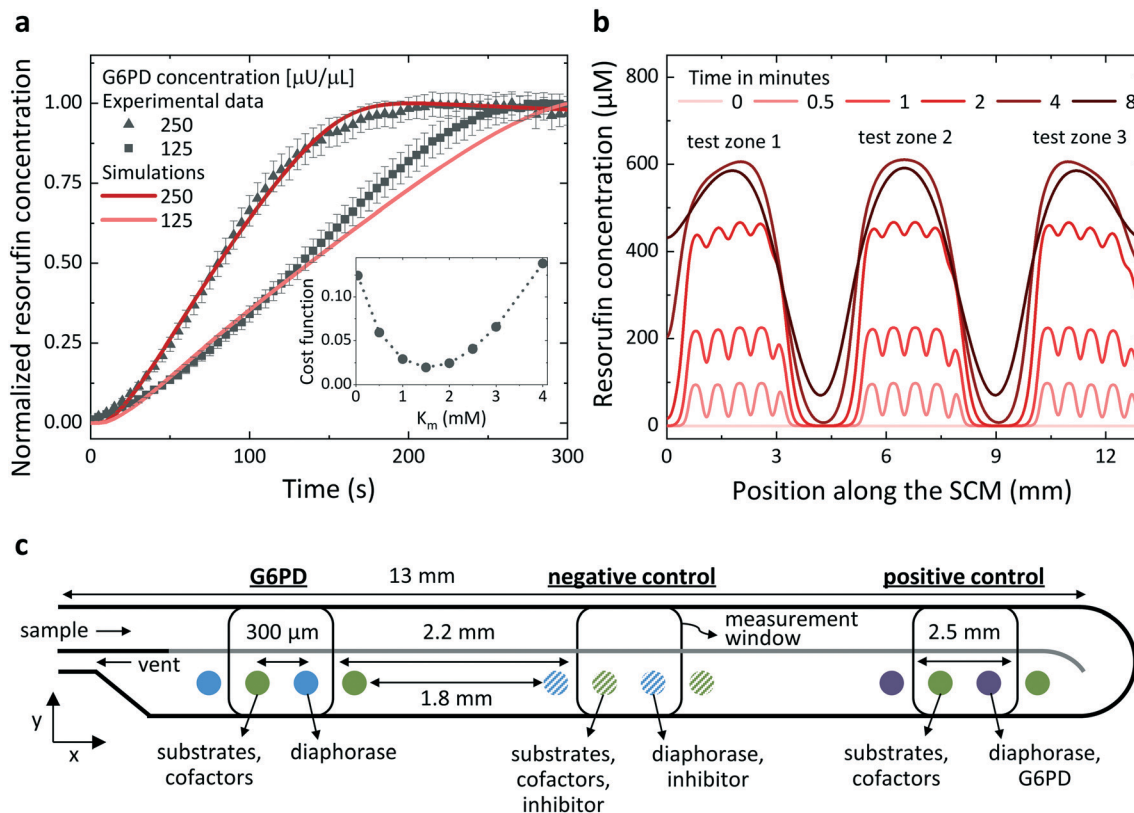 a
G6PD concentration [μU/μL]
Experimental data
250
125
Simulations
250
125
Normalized resorufin concentration
1.00
0.75
0.50
0.25
0.00
Cost function
0.10
0.05
0.00
0 1 2 3 4
Km (mM)
0 100 200 300
Time (s)
b
Time in minutes
0 0.5 1 2 4 8
test zone 1 test zone 2 test zone 3
Resorufin concentration (μM)
800
600
400
200
0
0 3 6 9 12
Position along the SCM (mm)
c
G6PD 13 mm negative control positive control
sample 300 μm 2.2 mm measurement
window 2.5 mm
vent
1.8 mm
y
x
substrates,
cofactors
diaphorase
substrates,
cofactors,
inhibitor
diaphorase,
inhibitor
substrates,
cofactors
diaphorase,
G6PD